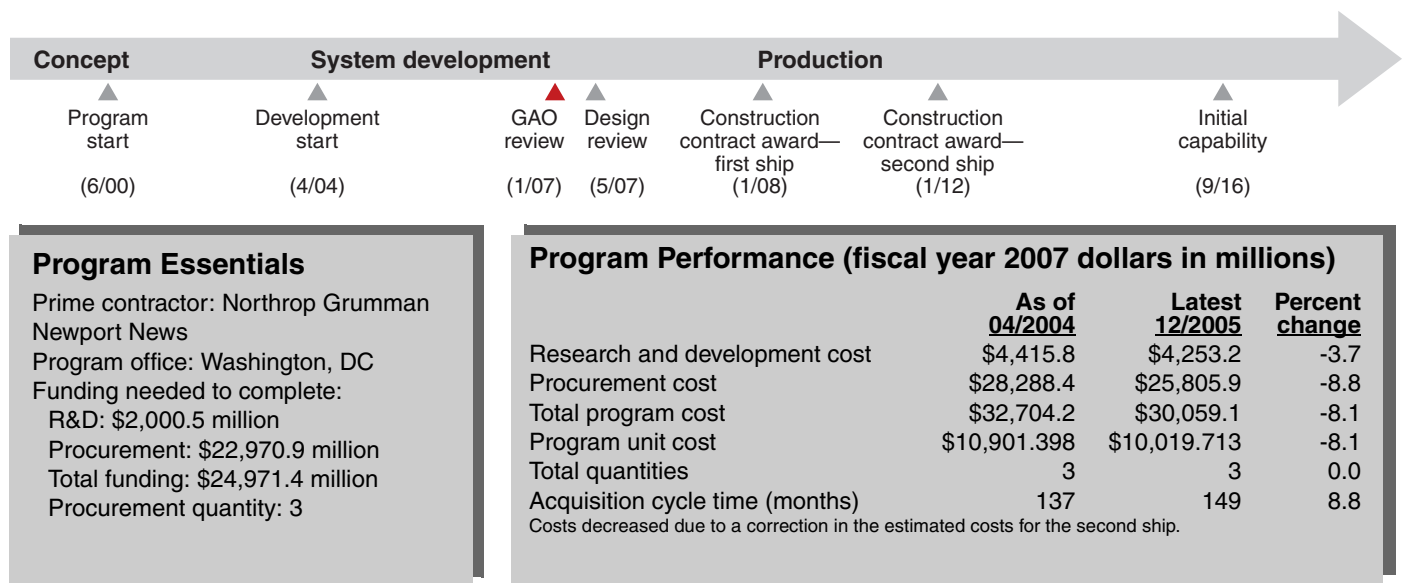 Concept System development Production
Program start
Development start
GAO review
Design review
Construction contract award— first ship
Construction contract award— second ship
Initial capability
(6/00) (4/04) (1/07) (5/07) (1/08) (1/12) (9/16)
Program Essentials
Prime contractor: Northrop Grumman
Newport News
Program office: Washington, DC
Funding needed to complete:
R&D: $2,000.5 million
Procurement: $22,970.9 million
Total funding: $24,971.4 million
Procurement quantity: 3
Program Performance (fiscal year 2007 dollars in millions)
As of Latest Percent
04/2004 12/2005 change
Research and development cost $4,415.8 $4,253.2 -3.7
Procurement cost $28,288.4 $25,805.9 -8.8
Total program cost $32,704.2 $30,059.1 -8.1
Program unit cost $10,901.398 $10,019.713 -8.1
Total quantities 3 3 0.0
Acquisition cycle time (months) 137 149 8.8
Costs decreased due to a correction in the estimated costs for the second ship.